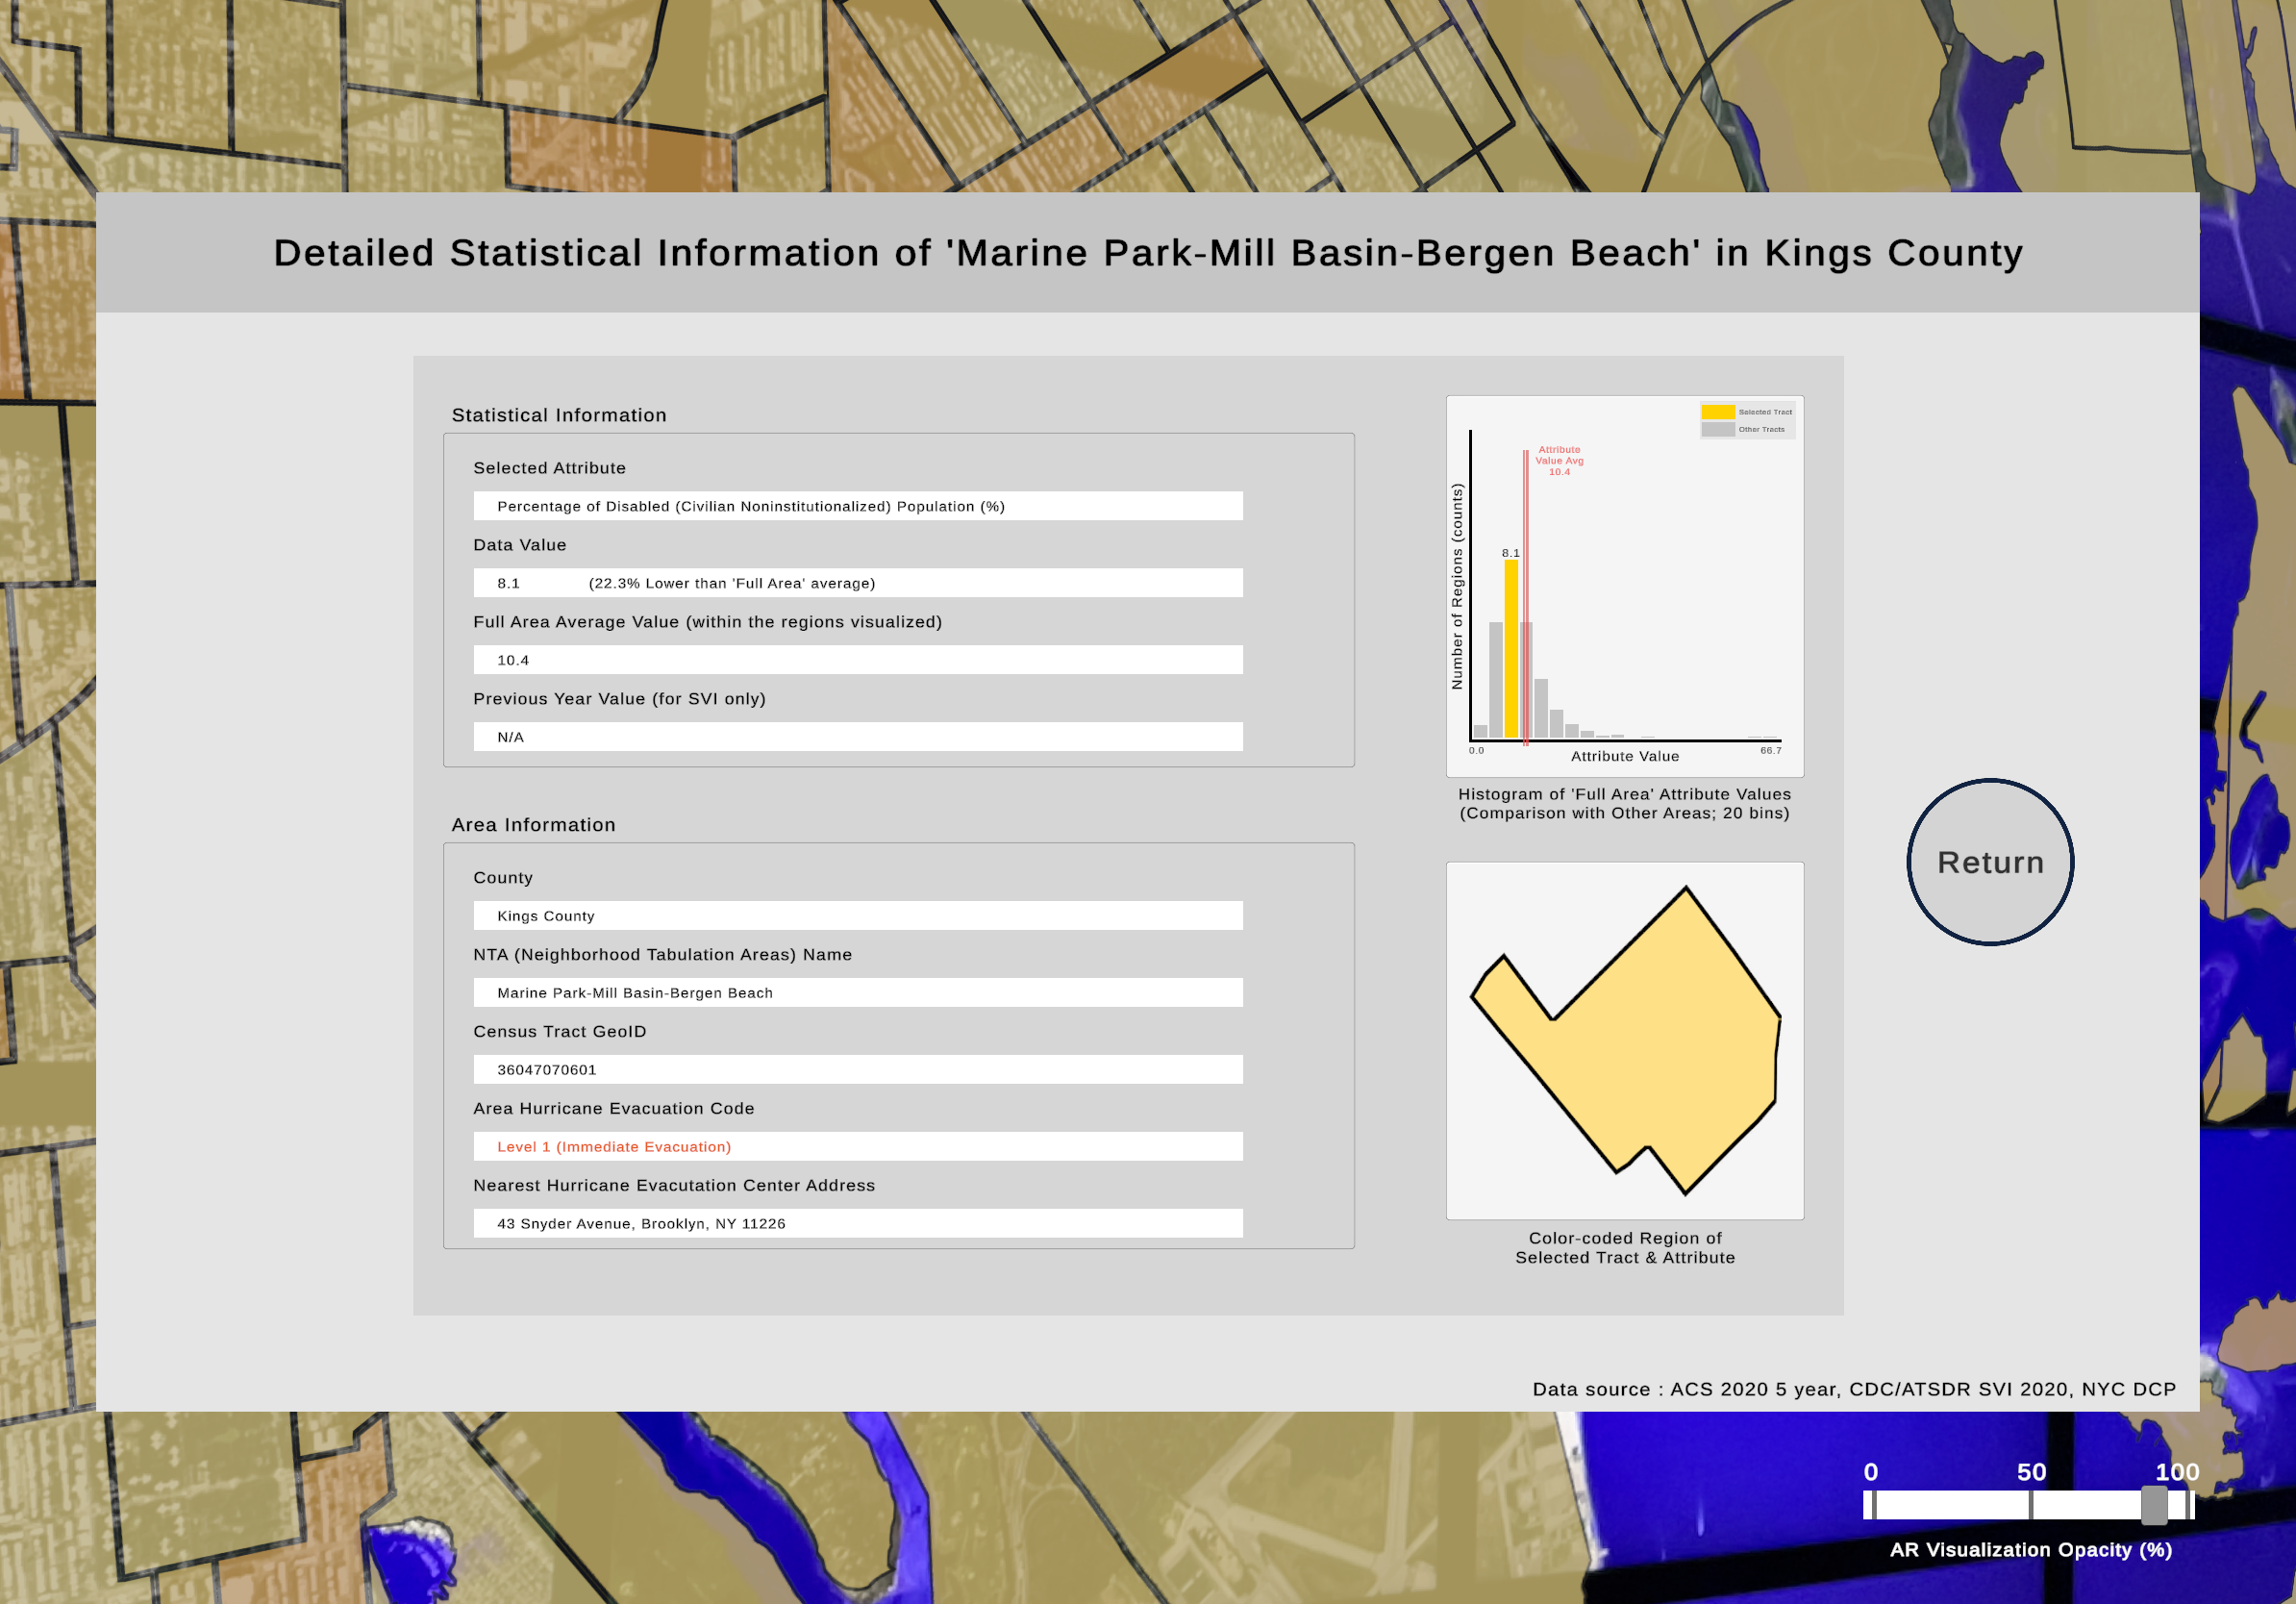 Detailed Statistical Information of 'Marine Park-Mill Basin-Bergen Beach' in Kings County
Statistical Information
Selected Attribute
Percentage of Disabled (Civilian Noninstitutionalized) Population (%)
Data Value
8.1 (22.3% Lower than 'Full Area' average)
Full Area Average Value (within the regions visualized)
10.4
Previous Year Value (for SVI only)
N/A
Area Information
County
Kings County
NTA (Neighborhood Tabulation Areas) Name
Marine Park-Mill Basin-Bergen Beach
Census Tract GeoID
36047070601
Area Hurricane Evacuation Code
Level 1 (Immediate Evacuation)
Nearest Hurricane Evacutation Center Address
43 Snyder Avenue, Brooklyn, NY 11226
Selected Tract
Other Tracts
Attribute
Value Avg
10.4
8.1
Number of Regions (counts)
0.0
66.7
Attribute Value
Histogram of 'Full Area' Attribute Values
(Comparison with Other Areas; 20 bins)
Color-coded Region of
Selected Tract & Attribute
Return
Data source : ACS 2020 5 year, CDC/ATSDR SVI 2020, NYC DCP
0 50 100
AR Visualization Opacity (%)